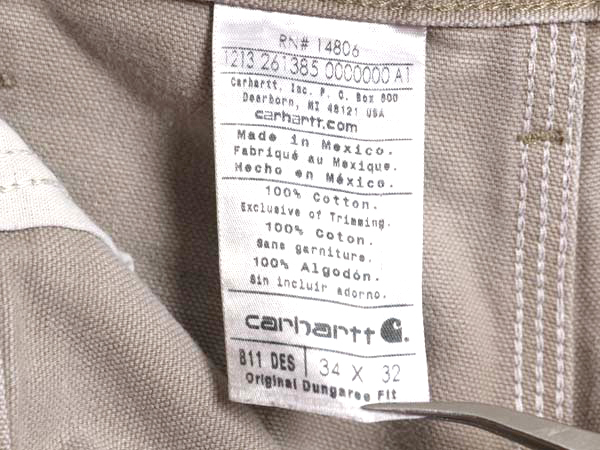 RN# 14806
1213 261385 0000000 A1
Carhartt, Inc. P. O. Box 600
Dearborn, MI 48121 USA
carhartt.com
Made in Mexico.
Fabriqué au Mexique.
Hecho en México.
100% Cotton.
Exclusive of Trimming.
100% Coton.
Sans garniture.
100% Algodón.
Sin incluir adorno.
carhartt
B11 DES 34 X 32
Original Dungaree Fit